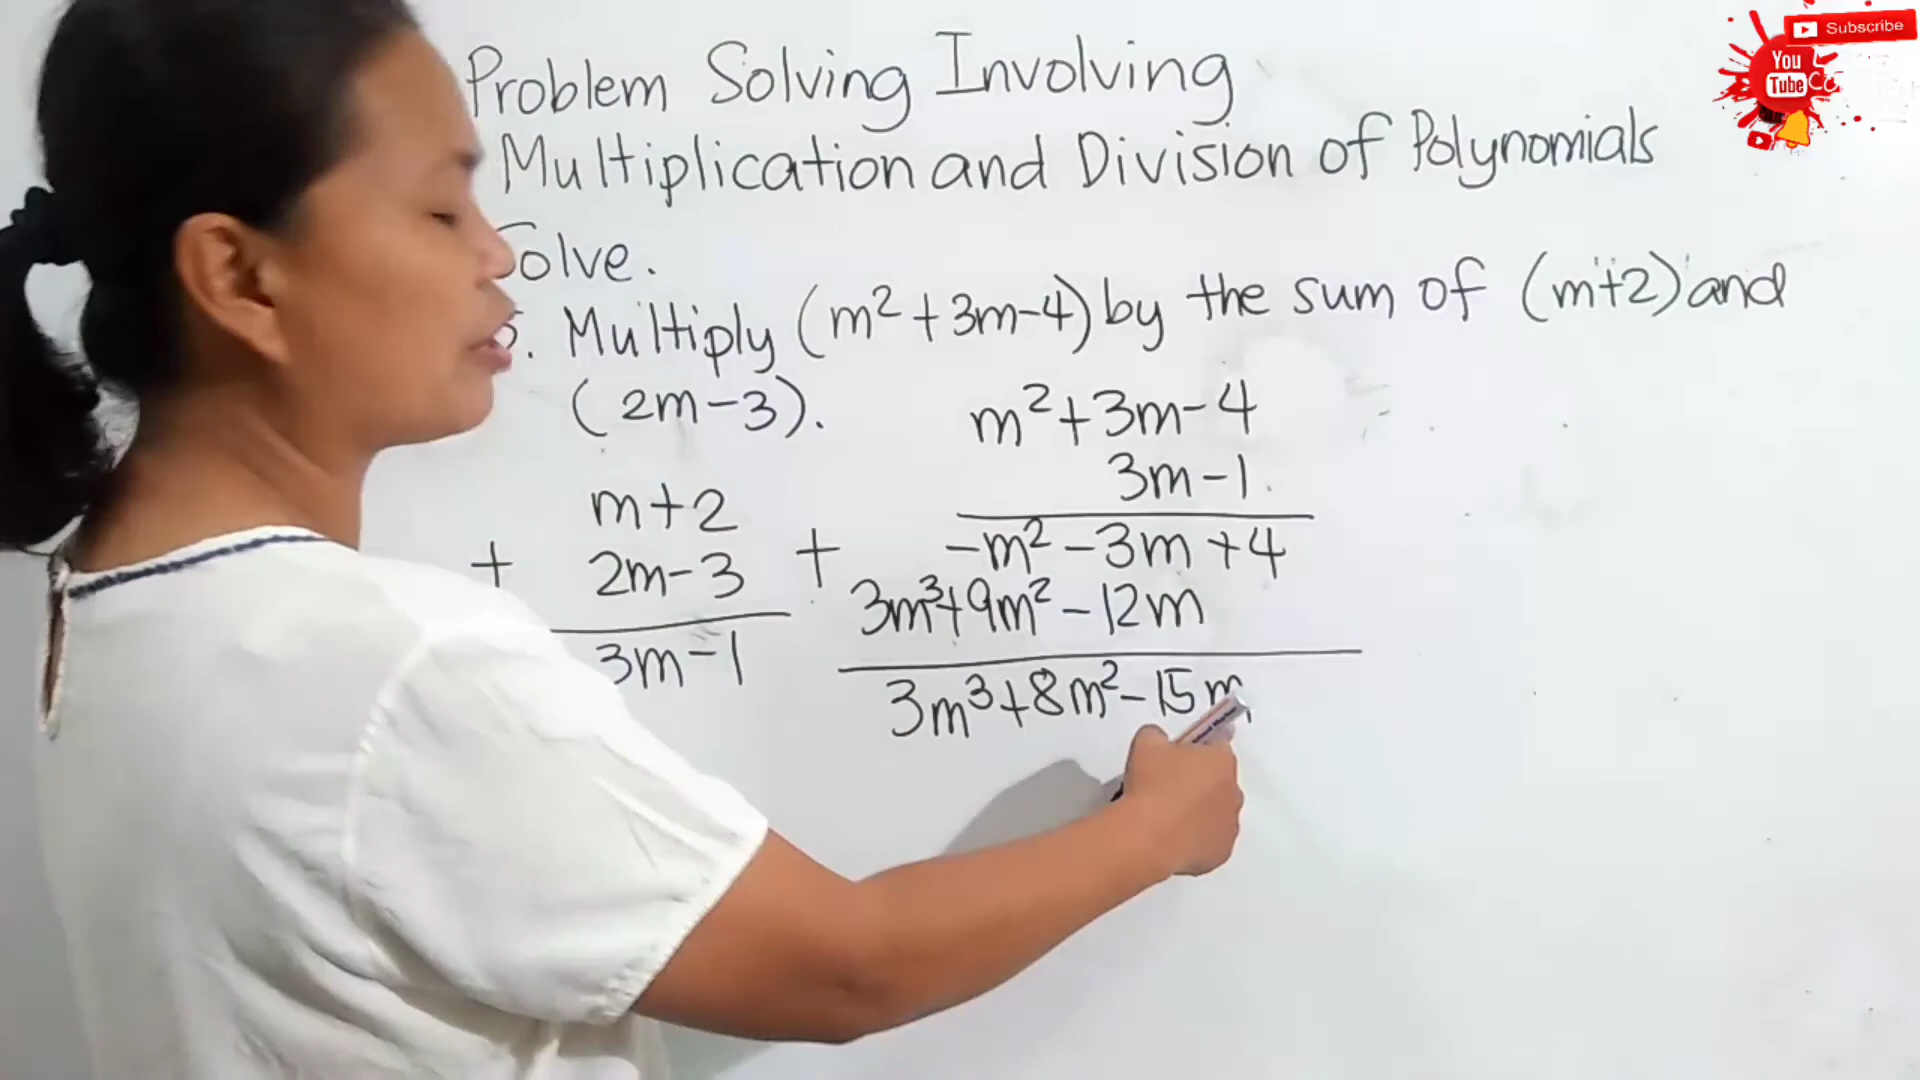 Problem Solving Involving
Multiplication and Division of Polynomials
Solve.
5. Multiply (m²+3m-4) by the sum of (m+2) and
(2m-3).
m+2
+ 2m-3
3m-1
m²+3m-4
3m-1.
+ -m²-3m+4
3m³+9m²-12m
3m³+8m²-15m
Subscribe
You
Tube